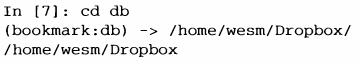 In [7]: cd db
(bookmark:db) -> /home/wesm/Dropbox/
/home/wesm/Dropbox